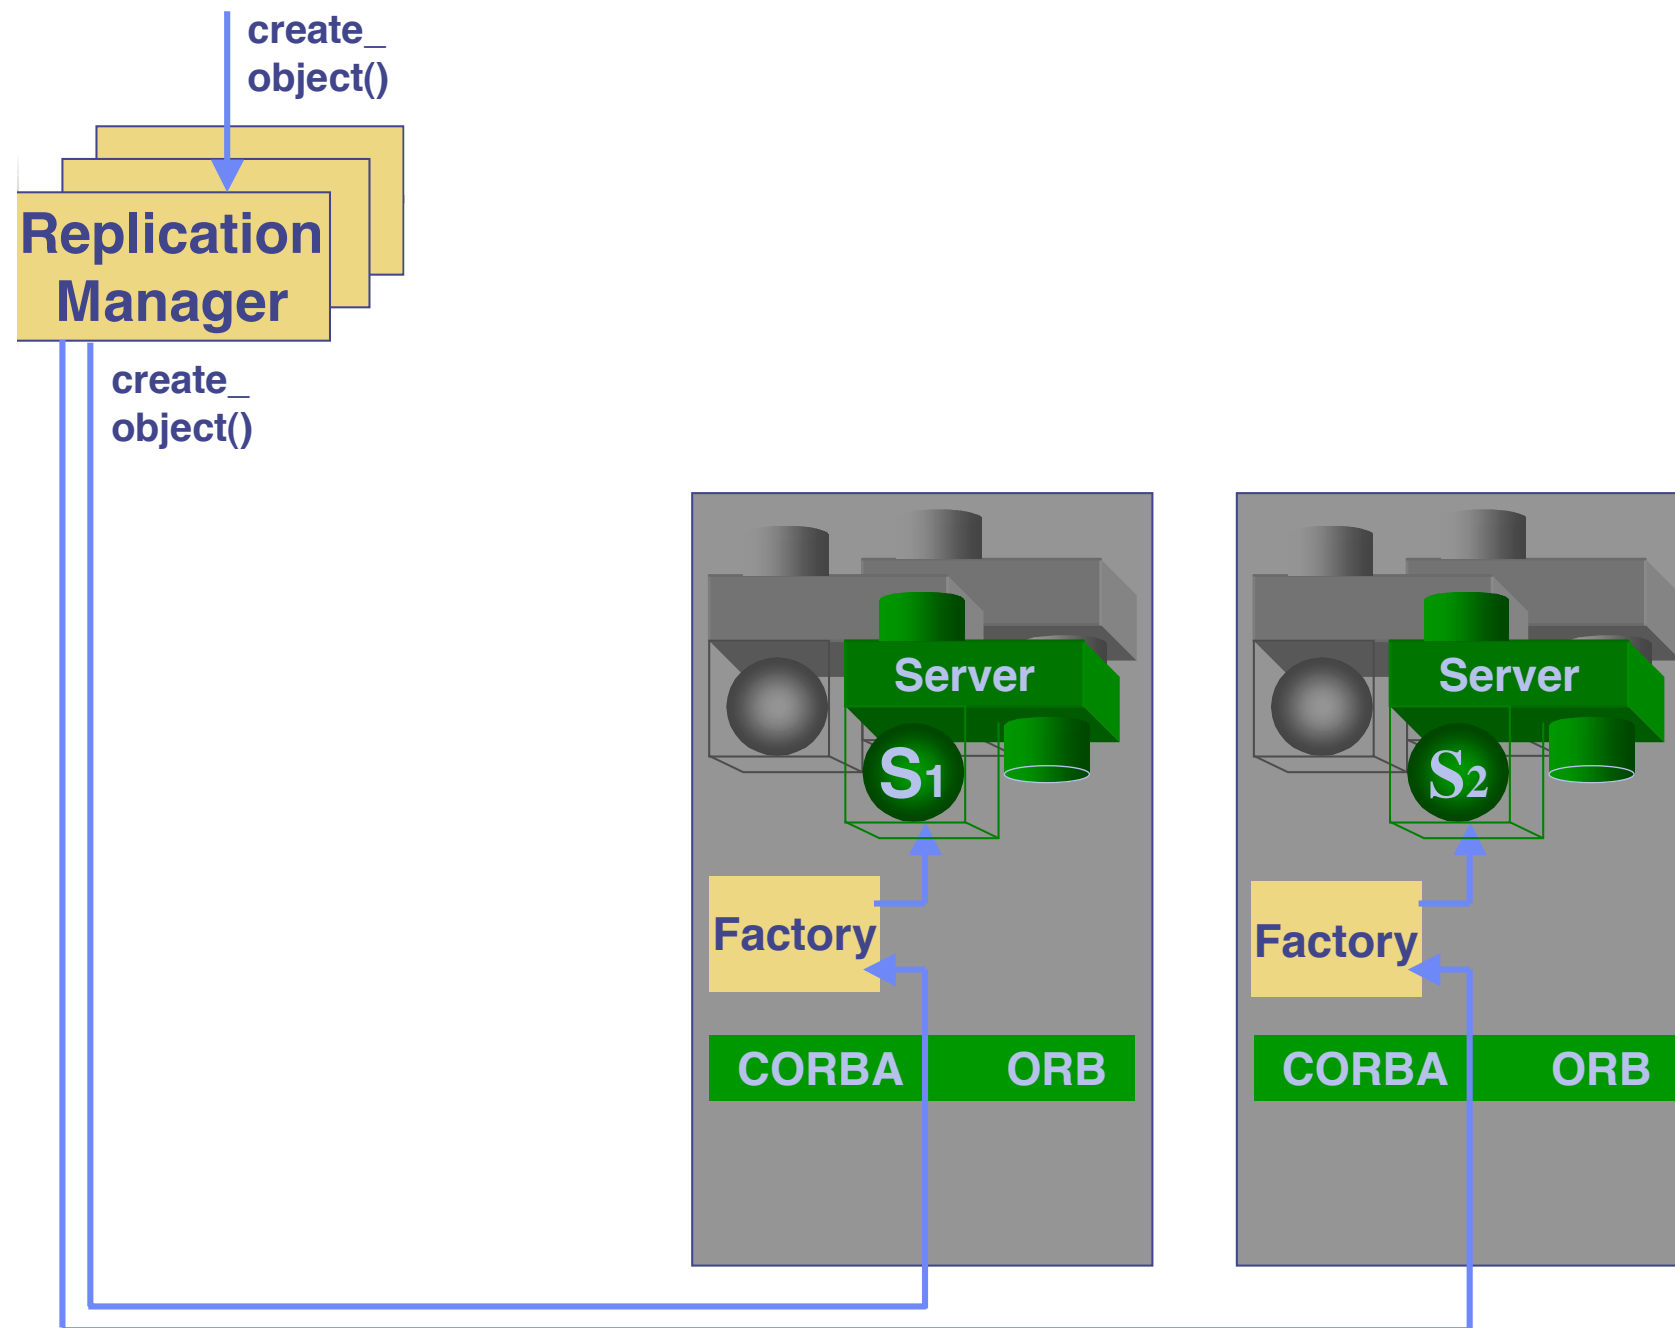 create_
object()
Replication
Manager
create_
object()
Server
Server
S1
S2
Factory
Factory
CORBA ORB
CORBA ORB